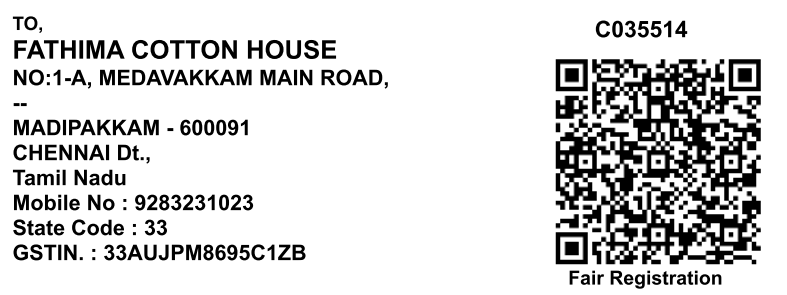 TO,
FATHIMA COTTON HOUSE
NO:1-A, MEDAVAKKAM MAIN ROAD,
--
MADIPAKKAM - 600091
CHENNAI Dt.,
Tamil Nadu
Mobile No : 9283231023
State Code : 33
GSTIN. : 33AUJPM8695C1ZB
C035514
Fair Registration